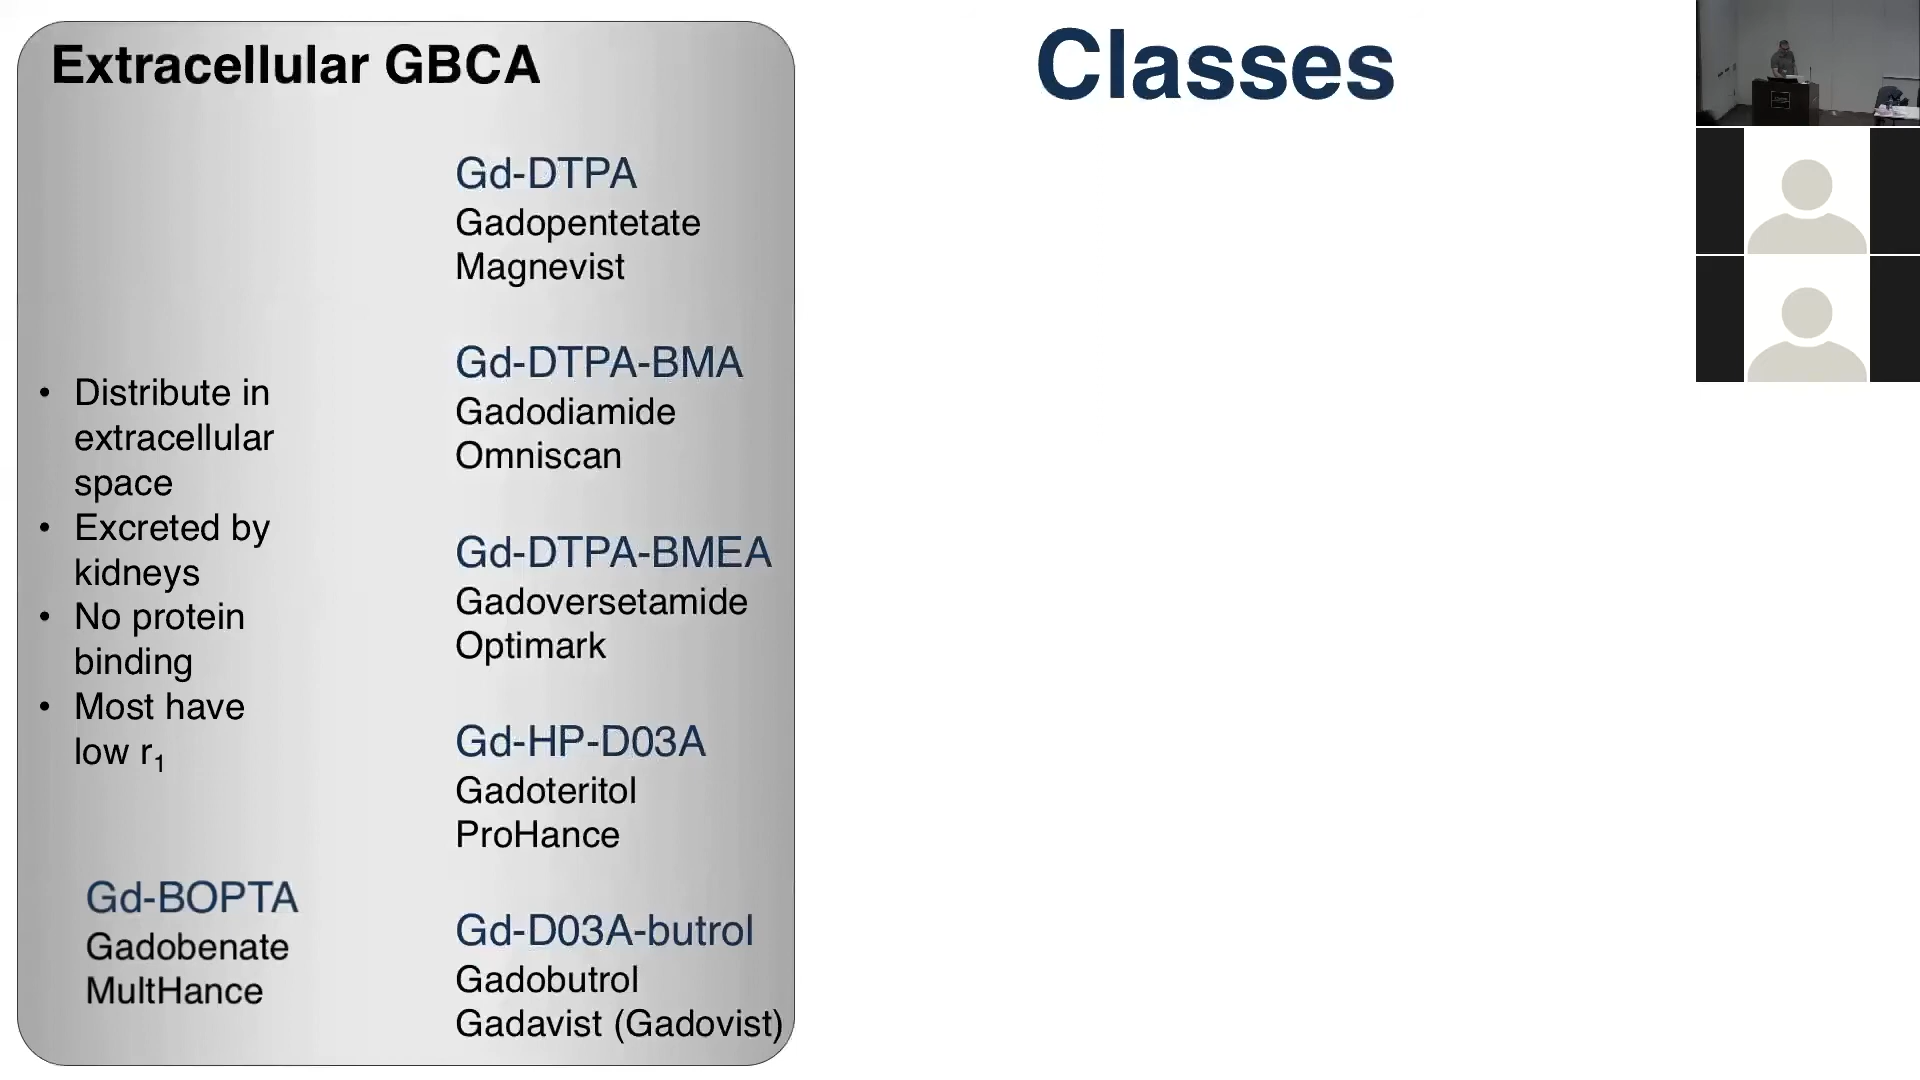 Extracellular GBCA
Classes
Gd-DTPA
Gadopentetate
Magnevist
Gd-DTPA-BMA
Gadodiamide
Omniscan
Gd-DTPA-BMEA
Gadoversetamide
Optimark
Gd-HP-D03A
Gadoteritol
ProHance
Gd-D03A-butrol
Gadobutrol
Gadavist (Gadovist)
• Distribute in
extracellular
space
• Excreted by
kidneys
• No protein
binding
• Most have
low r₁
Gd-BOPTA
Gadobenate
MultHance